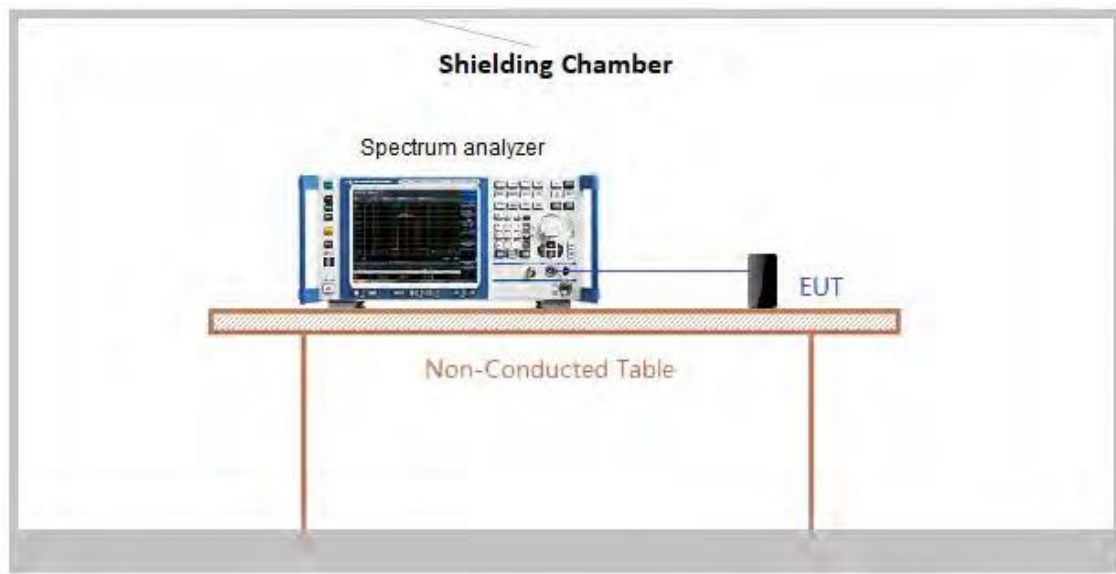 Shielding Chamber
Spectrum analyzer
EUT
Non-Conducted Table